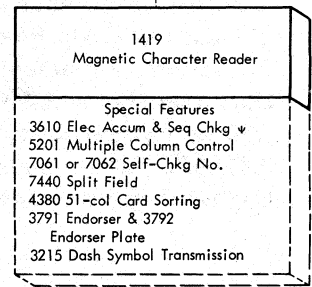 1419
Magnetic Character Reader
Special Features
3610 Elec Accum & Seq Chkg ψ
5201 Multiple Column Control
7061 or 7062 Self-Chkg No.
7440 Split Field
4380 51-col Card Sorting
3791 Endorser & 3792
Endorser Plate
3215 Dash Symbol Transmission